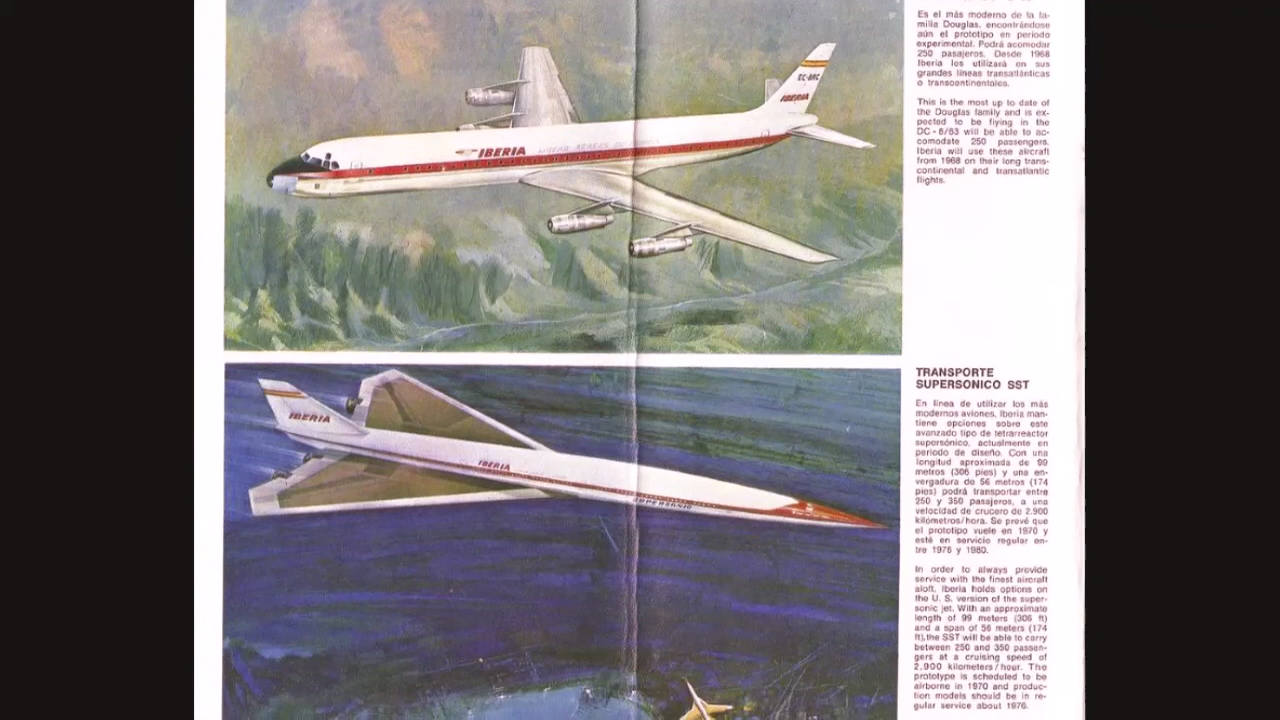 Es el más moderno de la fa-
milia Douglas, encontrándose
aún el prototipo en período
experimental. Podrá acomodar
250 pasajeros. Desde 1968
Iberia los utilizará en sus
grandes líneas transatlánticas
o transcontinentales.
This is the most up to date of
the Douglas family and is ex-
pected to be flying in the
DC-8/63 will be able to ac-
comodate 250 passengers.
Iberia will use these aircraft
from 1968 on their long trans-
continental and transatlantic
flights.
IBERIA
IBERIA
TRANSPORTE
SUPERSONICO SST
En línea de utilizar los más
modernos aviones, Iberia man-
tiene opciones sobre este
avanzado tipo de tetrarreactor
supersónico, actualmente en
período de diseño. Con una
longitud aproximada de 99
metros (306 pies) y una en-
vergadura de 56 metros (174
pies) podrá transportar entre
250 y 350 pasajeros, a una
velocidad de crucero de 2.900
kilómetros/hora. Se prevé que
el prototipo vuele en 1970 y
esté en servicio regular en-
tre 1976 y 1980.
In order to always provide
service with the finest aircraft
aloft, Iberia holds options on
the U. S. version of the super-
sonic jet. With an approximate
length of 99 meters (306 ft)
and a span of 56 meters (174
ft), the SST will be able to carry
between 250 and 350 passen-
gers at a cruising speed of
2,900 kilometers/hour. The
prototype is scheduled to be
airborne in 1970 and produc-
tion models should be in re-
gular service about 1976.
IBERIA
IBERIA
SUPERSONIC